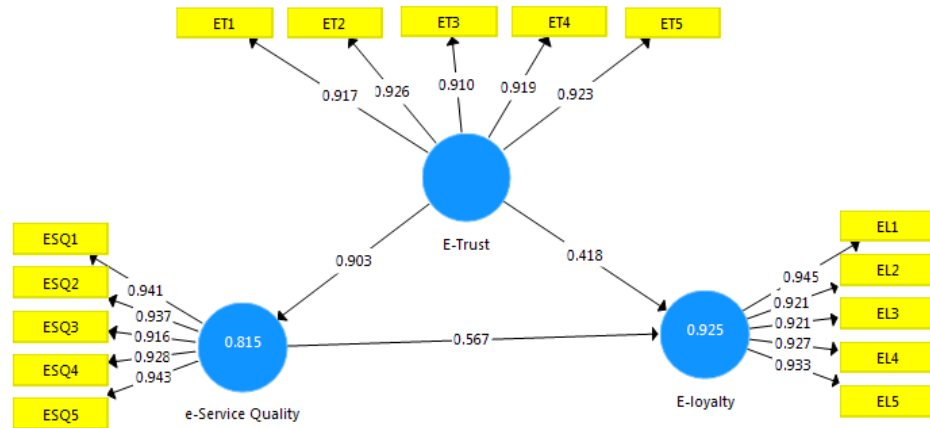 ET1
ET2
ET3
ET4
ET5
0.917
0.926
0.910
0.919
0.923
E-Trust
0.903
0.418
ESQ1
ESQ2
ESQ3
ESQ4
ESQ5
0.941
0.937
0.916
0.928
0.943
0.815
e-Service Quality
0.567
0.925
E-loyalty
0.945
0.921
0.921
0.927
0.933
EL1
EL2
EL3
EL4
EL5